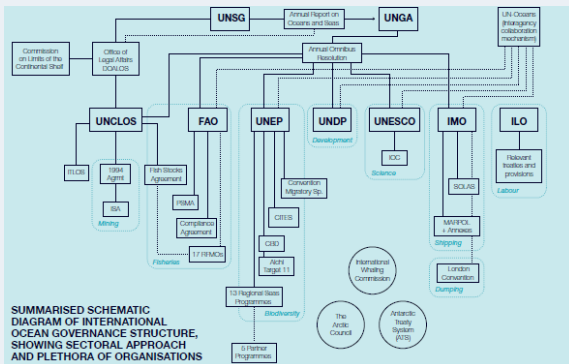 UNSG
Annual Report on
Oceans and Seas
UNGA
UN-Oceans
(Interagency
collaboration
mechanism)
Commission
on Limits of the
Continental Shelf
Office of
Legal Affairs
DOALOS
Annual Omnibus
Resolution
UNCLOS
FAO
UNEP
UNDP
UNESCO
IMO
ILO
Development
ITLOS
1994
Agrmt
Fish Stocks
Agreement
IOC
Relevant
treaties and
provisions
Convention
Migratory Sp.
SOLAS
Science
Labour
PSMA
ISA
CITES
Mining
Compliance
Agreement
MARPOL
+ Annexes
CBD
Shipping
17 RFMOs
Aichi
Target 11
Fisheries
International
Whaling
Commission
London
Convention
Dumping
13 Regional Seas
Programmes
Biodiversity
The
Arctic
Council
Antarctic
Treaty
System
(ATS)
SUMMARISED SCHEMATIC
DIAGRAM OF INTERNATIONAL
OCEAN GOVERNANCE STRUCTURE,
SHOWING SECTORAL APPROACH
AND PLETHORA OF ORGANISATIONS
5 Partner
Programmes